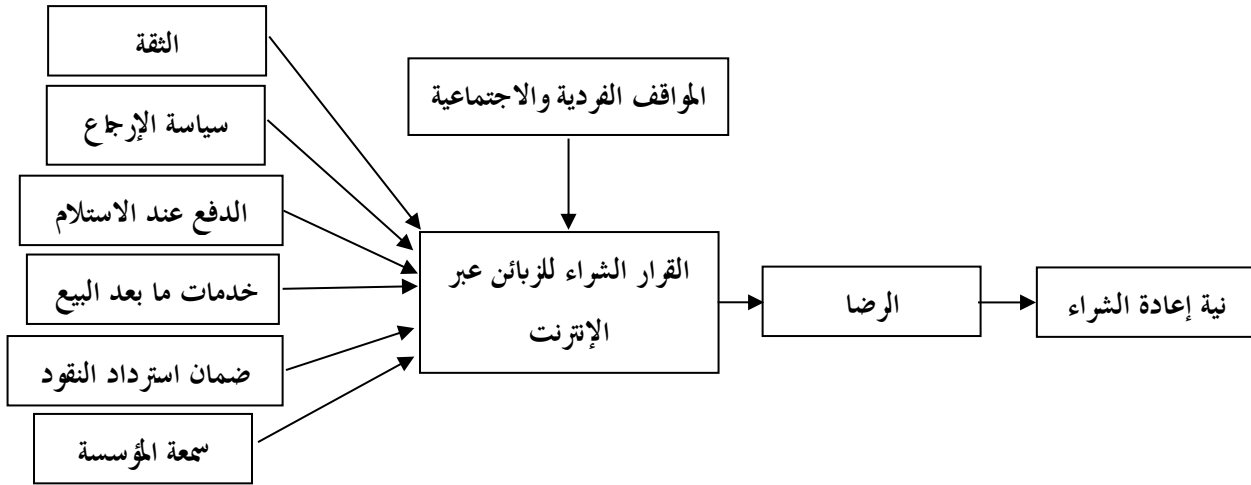 الثقة
سياسة الإرجاع
الدفع عند الاستلام
خدمات ما بعد البيع
ضمان استرداد النقود
سمعة المؤسسة
المواقف الفردية والاجتماعية
القرار الشراء للزبائن عبر
الإنترنت
الرضا
نية إعادة الشراء